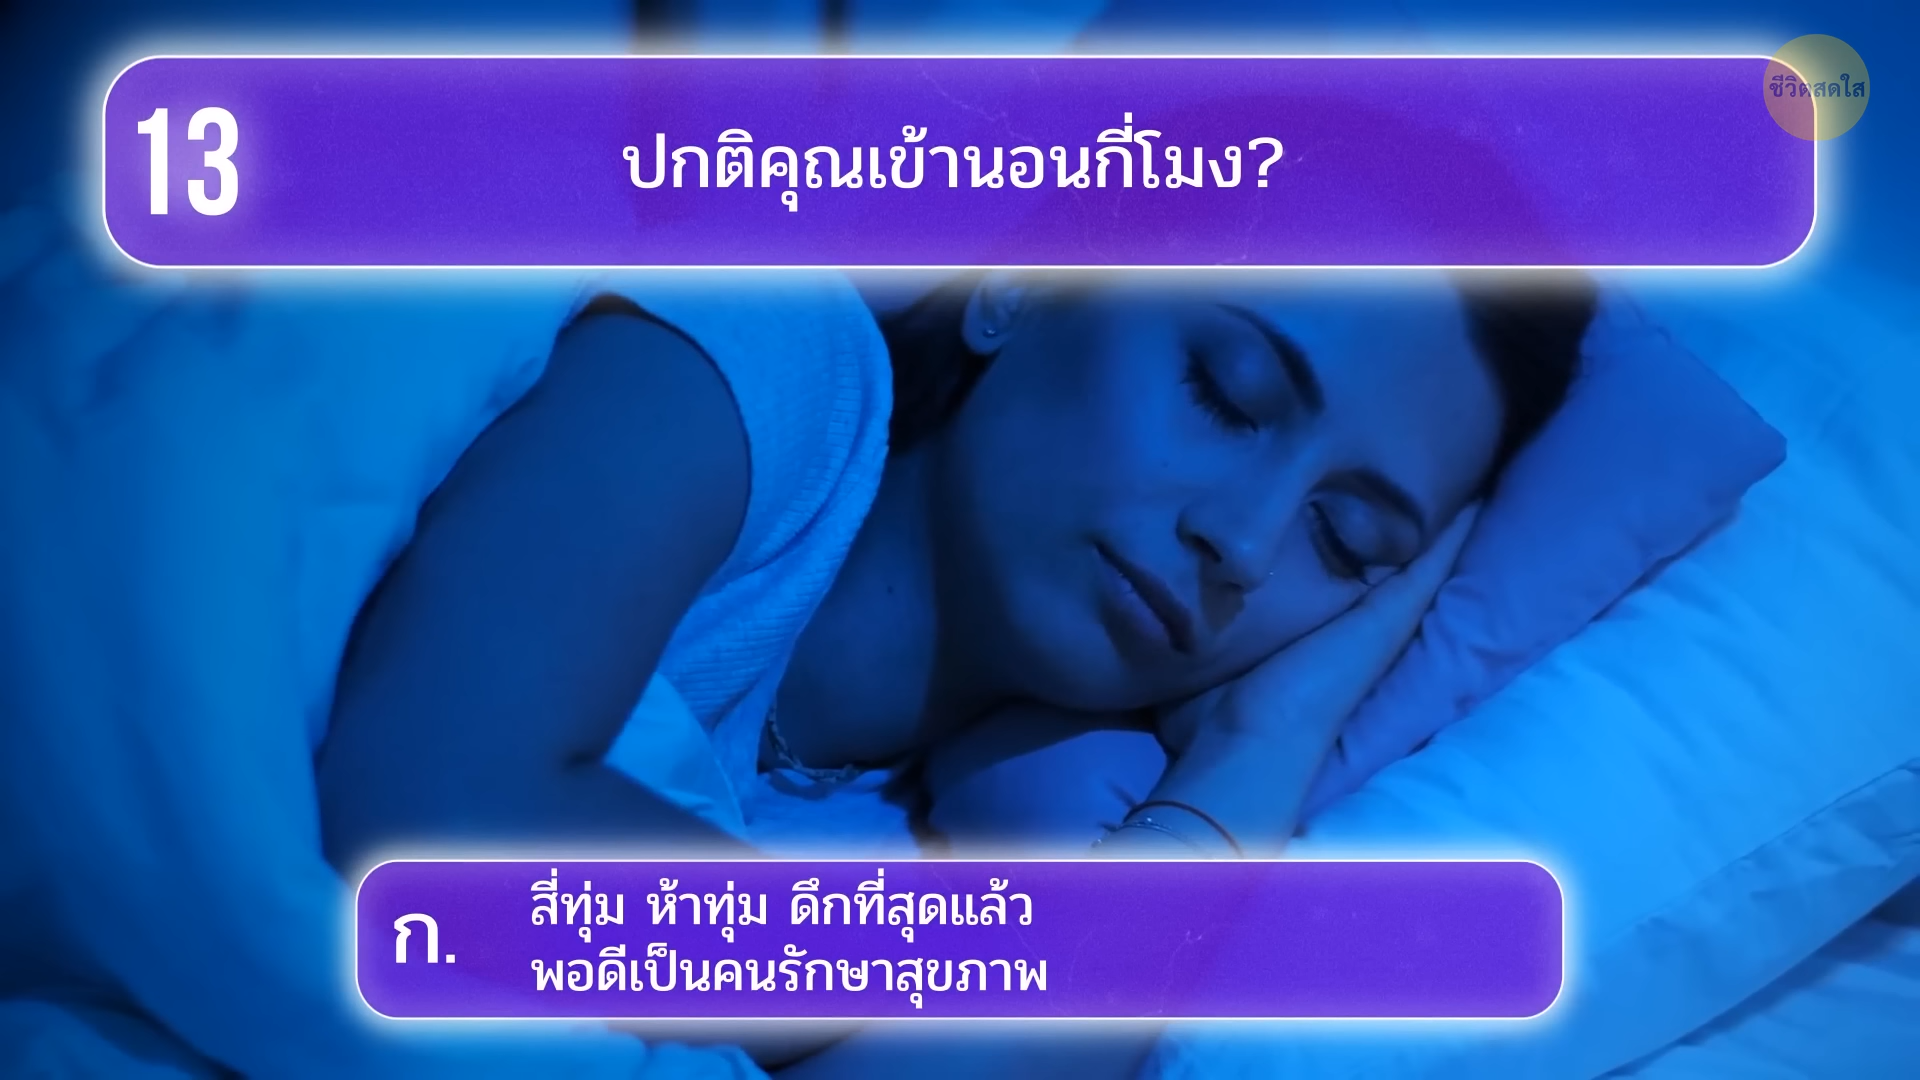 ชีวิตสดใส
13
ปกติคุณเข้านอนกี่โมง?
ก.
สี่ทุ่ม ห้าทุ่ม ดึกที่สุดแล้ว
พอดีเป็นคนรักษาสุขภาพ